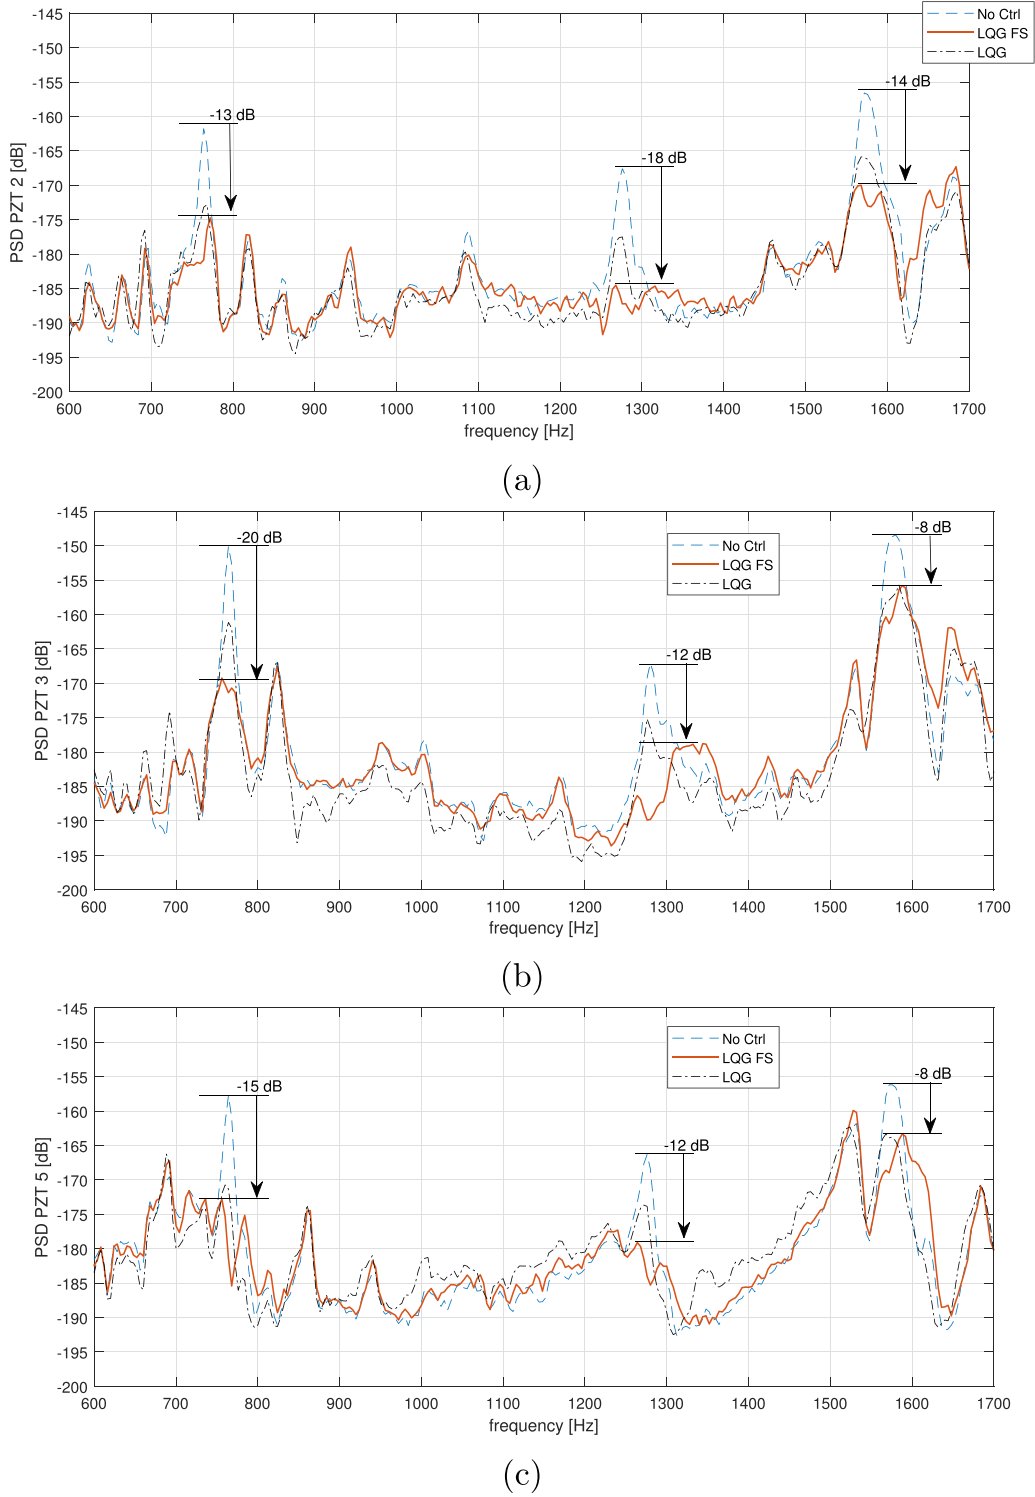 -145
-150
-155
-160
-165
-170
-175
-180
-185
-190
-195
-200
PSD PZT 2 [dB]
No Ctrl
LQG FS
LQG
-13 dB
-18 dB
-14 dB
600 700 800 900 1000 1100 1200 1300 1400 1500 1600 1700
frequency [Hz]
(a)
-145
-150
-155
-160
-165
-170
-175
-180
-185
-190
-195
-200
PSD PZT 3 [dB]
-20 dB
No Ctrl
LQG FS
LQG
-12 dB
-8 dB
600 700 800 900 1000 1100 1200 1300 1400 1500 1600 1700
frequency [Hz]
(b)
-145
-150
-155
-160
-165
-170
-175
-180
-185
-190
-195
-200
PSD PZT 5 [dB]
-15 dB
No Ctrl
LQG FS
LQG
-12 dB
-8 dB
600 700 800 900 1000 1100 1200 1300 1400 1500 1600 1700
frequency [Hz]
(c)